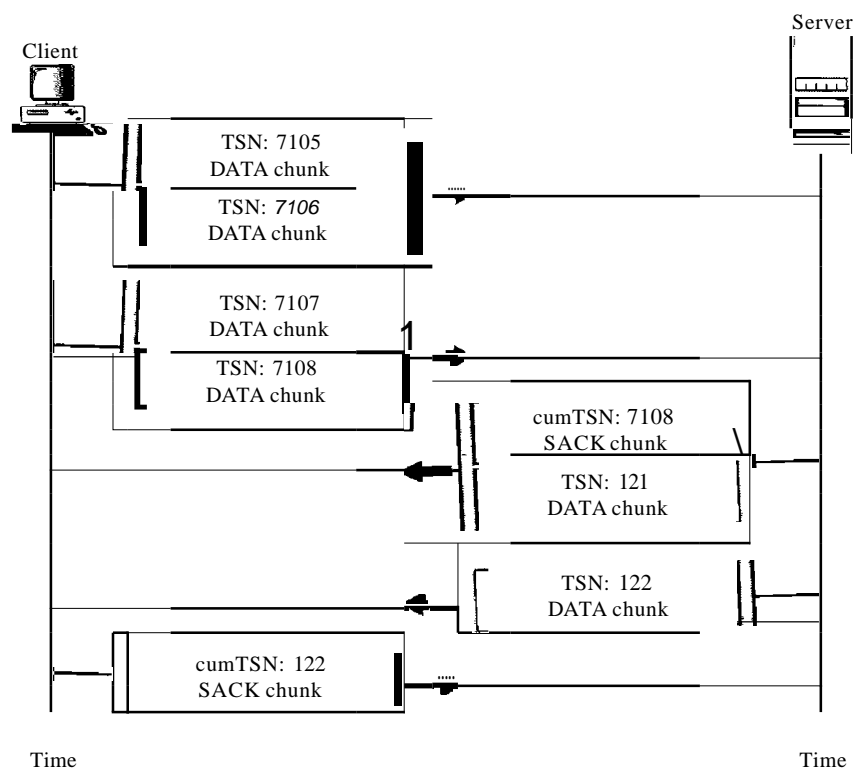 Server
Client
TSN: 7105
DATA chunk
TSN: 7106
DATA chunk
TSN: 7107
DATA chunk
TSN: 7108
DATA chunk
cumTSN: 7108
SACK chunk
TSN: 121
DATA chunk
TSN: 122
DATA chunk
cumTSN: 122
SACK chunk
Time
Time